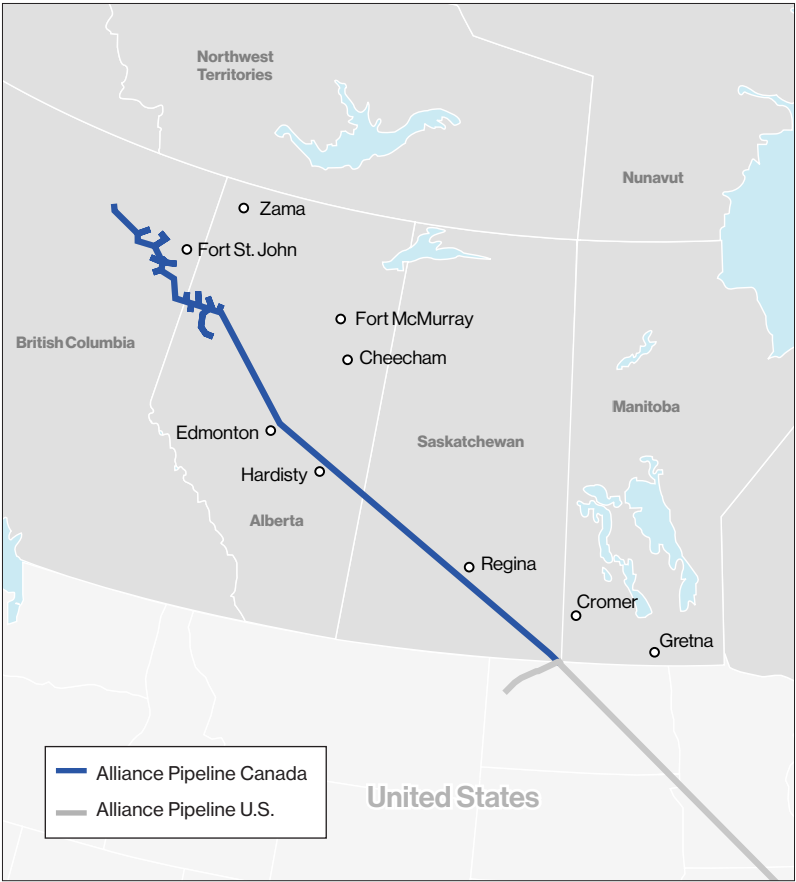 Northwest
Territories
Nunavut
Zama
Fort St. John
Fort McMurray
British Columbia
Cheecham
Manitoba
Edmonton
Saskatchewan
Hardisty
Alberta
Regina
Cromer
Gretna
Alliance Pipeline Canada
United States
Alliance Pipeline U.S.